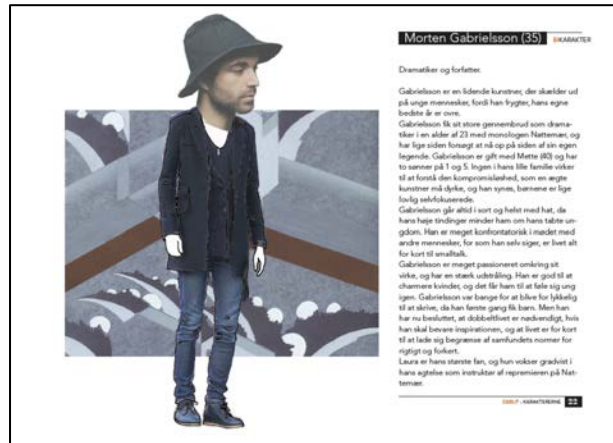 Morten Gabrielsson (35)
BIKARAKTER
Dramatiker og forfatter.
Gabrielsson er en lidende kunstner, der skælder ud
på unge mennesker, fordi han frygter, hans egne
bedste år er ovre.
Gabrielsson fik sit store gennembrud som drama-
tiker i en alder af 23 med monologen Nattemær, og
har lige siden forsøgt at nå op på siden af sin egen
legende. Gabrielsson er gift med Mette (40) og har
to sønner på 1 og 5. Ingen i hans lille familie virker
til at forstå den kompromisløshed, som en ægte
kunstner må dyrke, og han synes, børnene er lige
lovlig selvfokuserede.
Gabrielsson går altid i sort og helst med hat, da
hans høje tindinger minder ham om hans tabte un-
gdom. Han er meget konfrontatorisk i mødet med
andre mennesker, for som han selv siger, er livet alt
for kort til smalltalk.
Gabrielsson er meget passioneret omkring sit
virke, og har en stærk udstråling. Han er god til at
charmere kvinder, og det får ham til at føle sig ung
igen. Gabrielsson var bange for at blive for lykkelig
til at skrive, da han første gang fik barn. Men han
har nu besluttet, at dobbeltlivet er nødvendigt, hvis
han skal bevare inspirationen, og at livet er for kort
til at lade sig begrænse af samfundets normer for
rigtigt og forkert.
Laura er hans største fan, og hun vokser gradvist i
hans agtelse som instruktør af repremieren på Nat-
temær.
KARAKTERERNE 22